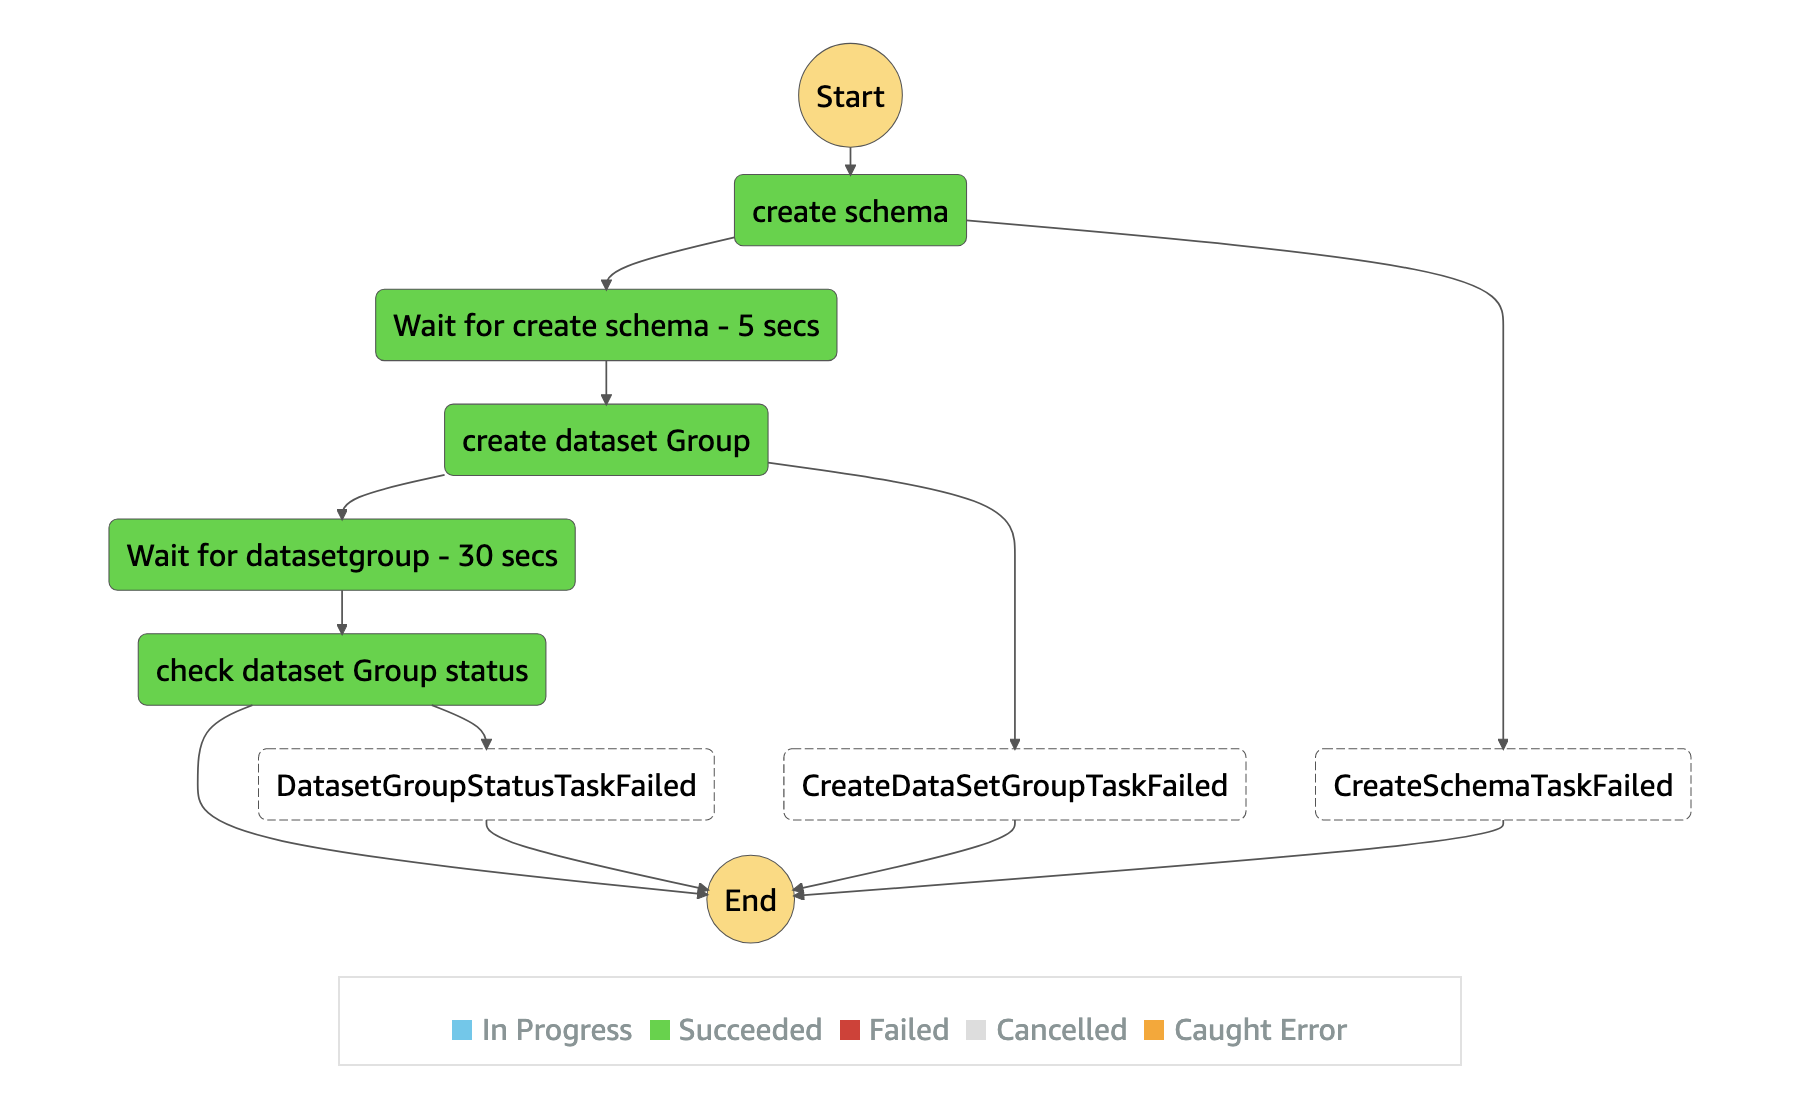 Start
create schema
Wait for create schema - 5 secs
create dataset Group
Wait for datasetgroup - 30 secs
check dataset Group status
DatasetGroupStatusTaskFailed
CreateDataSetGroupTaskFailed
CreateSchemaTaskFailed
End
In Progress
Succeeded
Failed
Cancelled
Caught Error